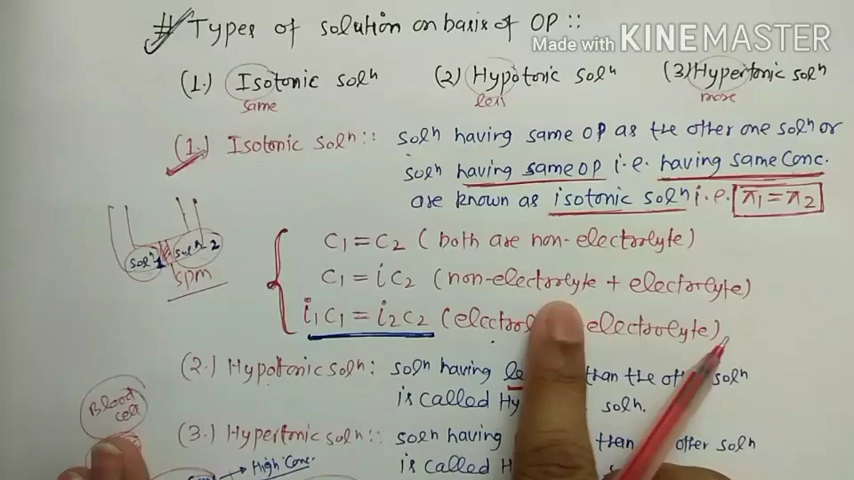 # Types of solution on basis of OP ::
Made with KINEMASTER
(1.) Isotonic solⁿ (2) Hypotonic solⁿ (3) Hypertonic solⁿ
same less more
(1.) Isotonic solⁿ :: solⁿ having same OP as the other one solⁿ or
solⁿ having same OP i.e. having same Conc.
are known as isotonic solⁿ i.e. π1 = π2
solⁿ 1 solⁿ 2
SPM
C1 = C2 (both are non-electrolyte)
C1 = iC2 (non-electrolyte + electrolyte)
i1C1 = i2C2 ( electrolyte)
(2.) Hypotonic solⁿ: solⁿ having than the solⁿ
is called solⁿ.
Blood cell
(3.) Hypertonic solⁿ:: solⁿ having than other solⁿ
is called
High Conc.